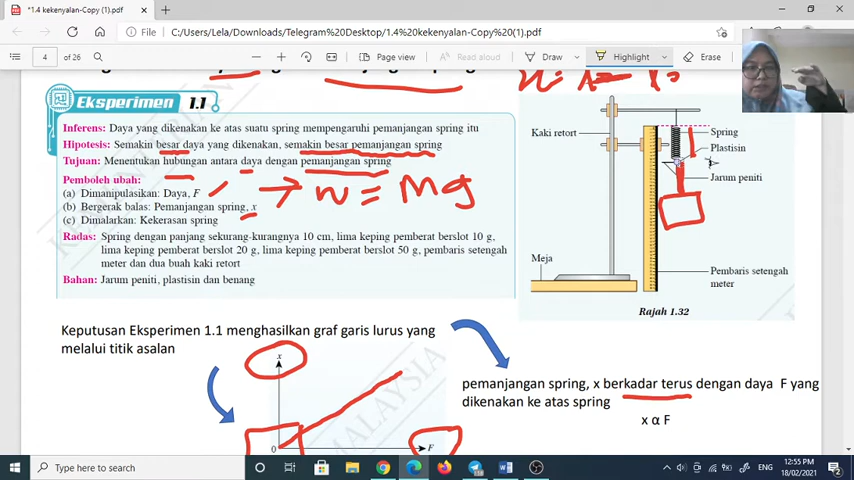 *1.4 kekenyalan-Copy (1).pdf
C:/Users/Lela/Downloads/Telegram%20Desktop/1.4%20kekenyalan-Copy%20(1).pdf
4 of 26
Page view
Read aloud
Draw
Highlight
Erase
Eksperimen 1.1
Inferens: Daya yang dikenakan ke atas suatu spring mempengaruhi pemanjangan spring itu
Hipotesis: Semakin besar daya yang dikenakan, semakin besar pemanjangan spring
Tujuan: Menentukan hubungan antara daya dengan pemanjangan spring
Pemboleh ubah:
(a) Dimanipulasikan: Daya, F
(b) Bergerak balas: Pemanjangan spring, x
(c) Dimalarkan: Kekerasan spring
W = Mg
Radas: Spring dengan panjang sekurang-kurangnya 10 cm, lima keping pemberat berslot 10 g,
lima keping pemberat berslot 20 g, lima keping pemberat berslot 50 g, pembaris setengah
meter dan dua buah kaki retort
Bahan: Jarum peniti, plastisin dan benang
Kaki retort
Spring
Plastisin
Jarum peniti
Meja
Pembaris setengah
meter
Rajah 1.32
Keputusan Eksperimen 1.1 menghasilkan graf garis lurus yang
melalui titik asalan
x
0
F
pemanjangan spring, x berkadar terus dengan daya F yang
dikenakan ke atas spring
x α F
MALAYSIA
Type here to search
ENG
12:55 PM
18/02/2021
2